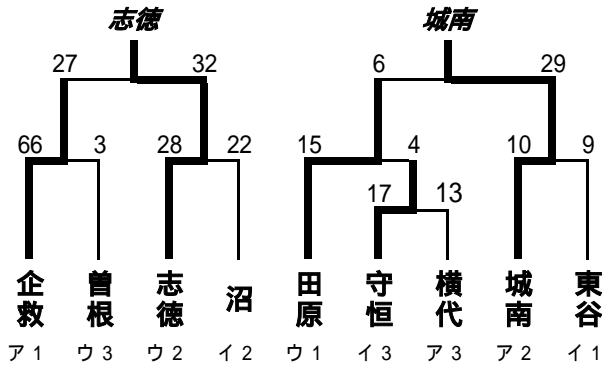 志徳 城南
27 32 6 29
66 3 28 22 15 4 10 9
17 13
企救 曽根 志徳 沼 田原 守恒 横代 城南 東谷
ア1 ウ3 ウ2 イ2 ウ1 イ3 ア3 ア2 イ1